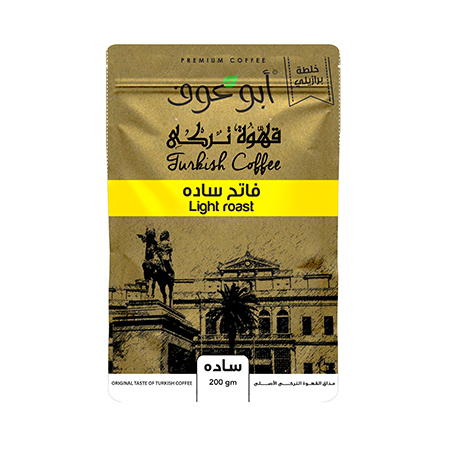 PREMIUM COFFEE
خلطة
برازيلي
أبو عوف
قهوة تركي
Turkish Coffee
فاتح ساده
Light roast
ساده
200 gm
ORIGINAL TASTE OF TURKISH COFFEE
مذاق القهوة التركي الأصلي